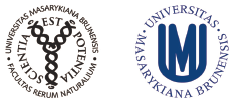 UNIVERSITAS MASARYKIANA BRUNENSIS
• FACULTAS RERUM NATURALIUM •
SCIENTIA EST POTENTIA
• UNIVERSITAS •
MASARYKIANA BRUNENSIS